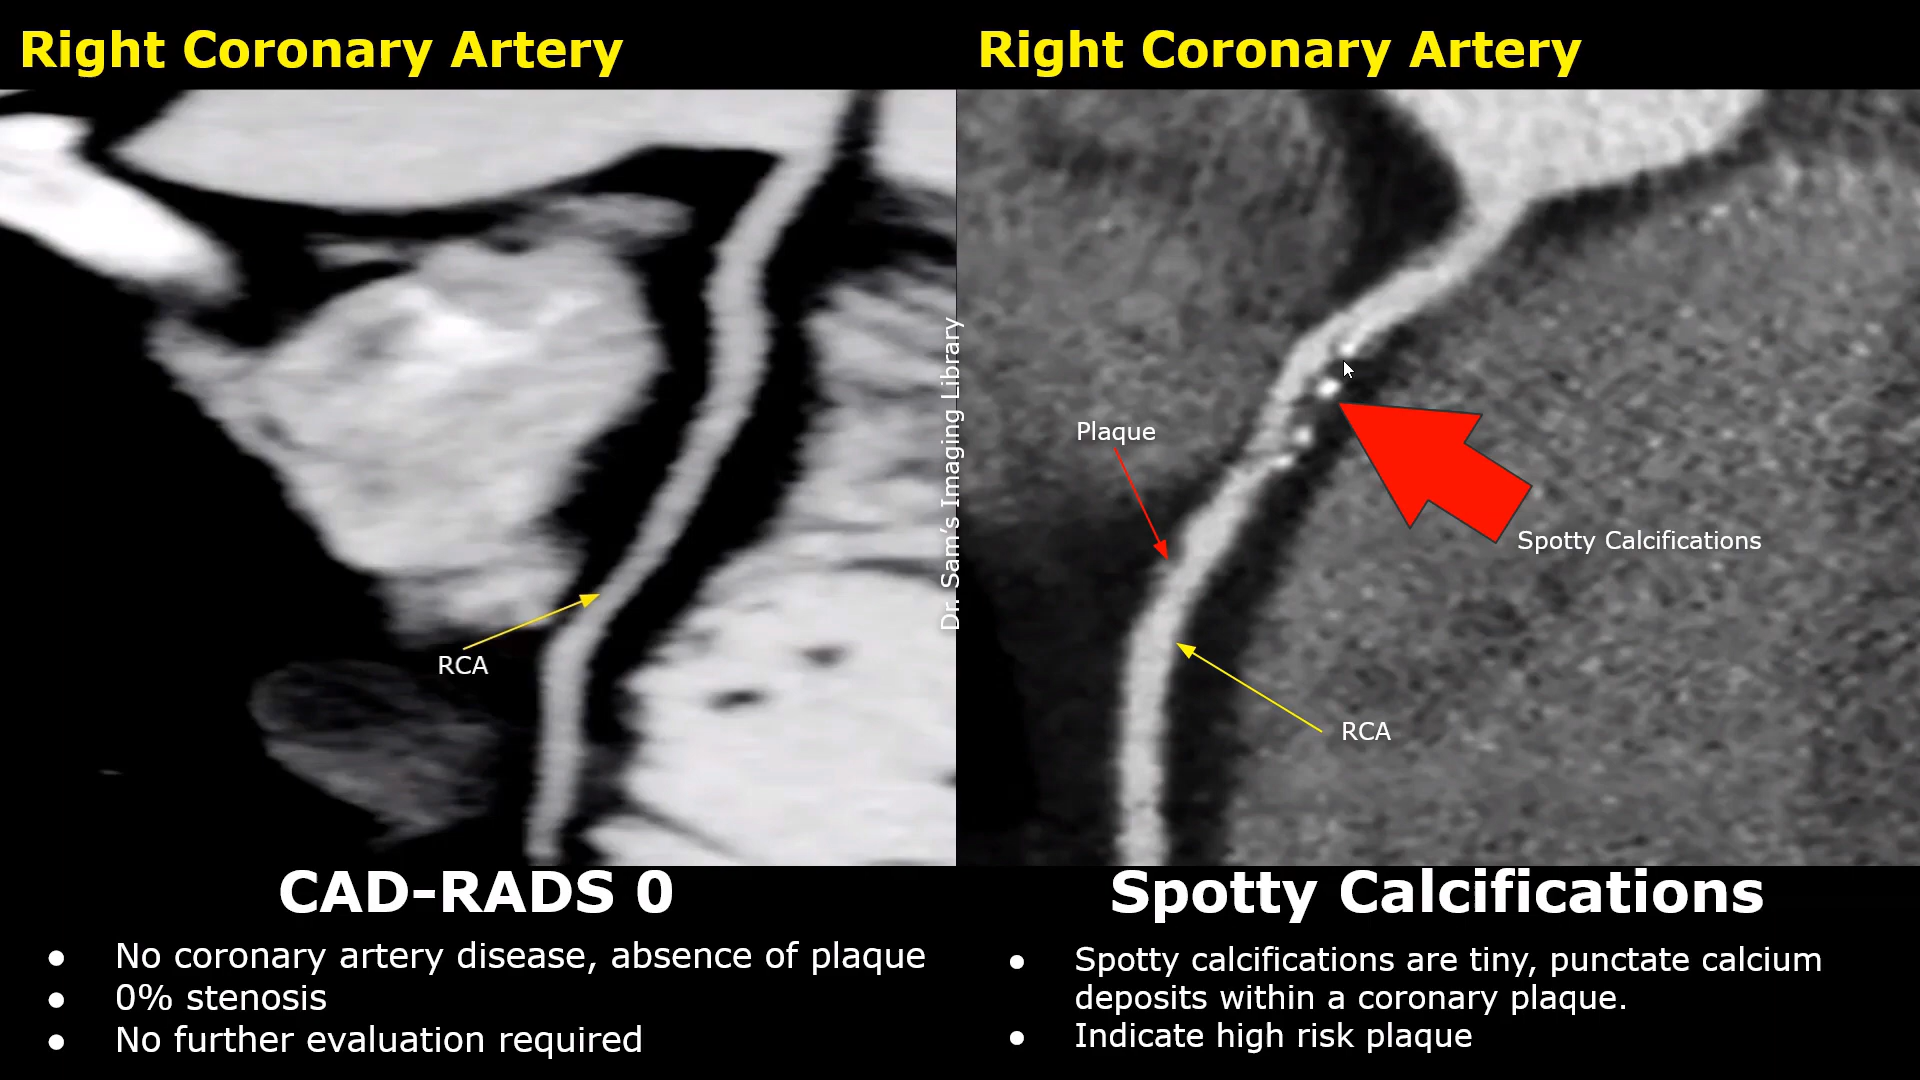 Right Coronary Artery
RCA
CAD-RADS 0
● No coronary artery disease, absence of plaque
● 0% stenosis
● No further evaluation required
Dr. Sam’s Imaging Library
Right Coronary Artery
Plaque
Spotty Calcifications
RCA
Spotty Calcifications
● Spotty calcifications are tiny, punctate calcium
deposits within a coronary plaque.
● Indicate high risk plaque